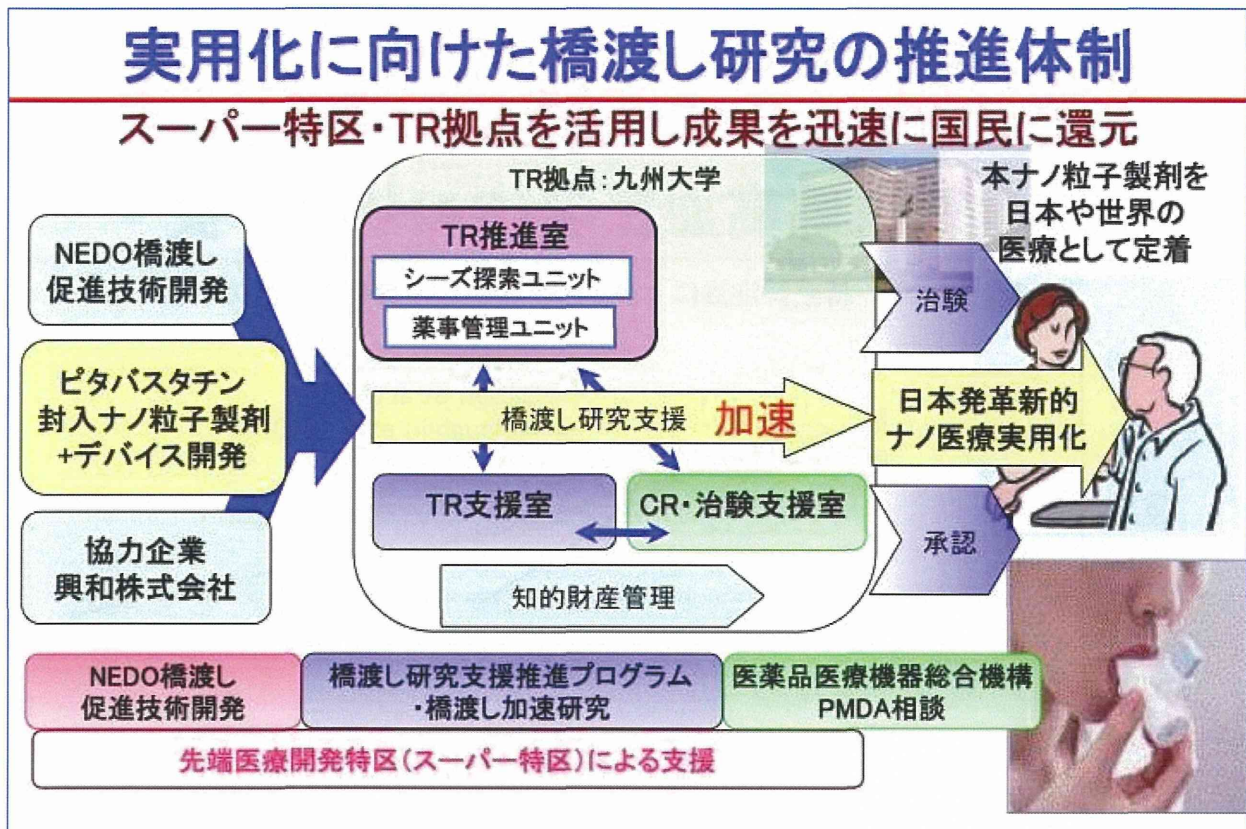 実用化に向けた橋渡し研究の推進体制
スーパー特区・TR拠点を活用し成果を迅速に国民に還元
NEDO橋渡し
促進技術開発
ピタバスタチン
封入ナノ粒子製剤
+デバイス開発
協力企業
興和株式会社
TR拠点:九州大学
TR推進室
シーズ探索ユニット
薬事管理ユニット
橋渡し研究支援 加速
TR支援室
CR・治験支援室
知的財産管理
本ナノ粒子製剤を
日本や世界の
医療として定着
治験
日本発革新的
ナノ医療実用化
承認
NEDO橋渡し
促進技術開発
橋渡し研究支援推進プログラム
・橋渡し加速研究
医薬品医療機器総合機構
PMDA相談
先端医療開発特区(スーパー特区)による支援